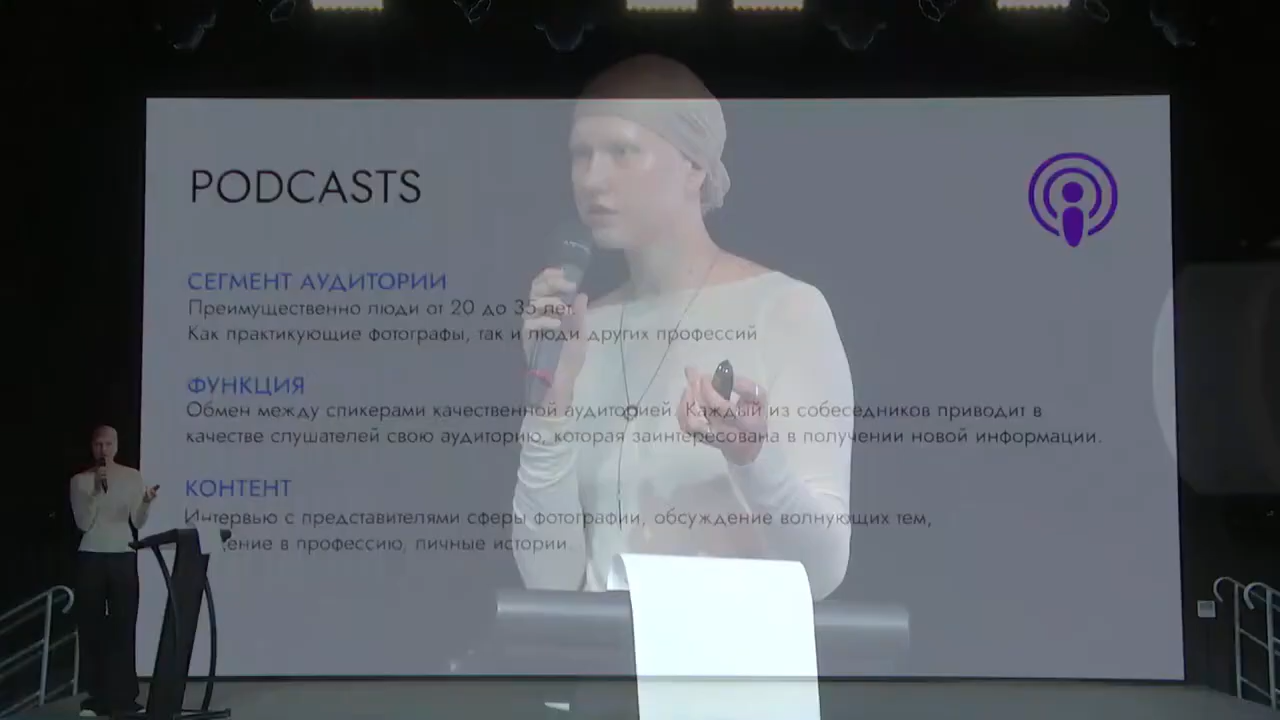 PODCASTS
СЕГМЕНТ АУДИТОРИИ
Преимущественно люди от 20 до 35 лет.
Как практикующие фотографы, так и люди других профессий
ФУНКЦИЯ
Обмен между спикерами качественной аудиторией. Каждый из собеседников приводит в
качестве слушателей свою аудиторию, которая заинтересована в получении новой информации.
КОНТЕНТ
Интервью с представителями сферы фотографии, обсуждение волнующих тем,
в профессию, личные истории.